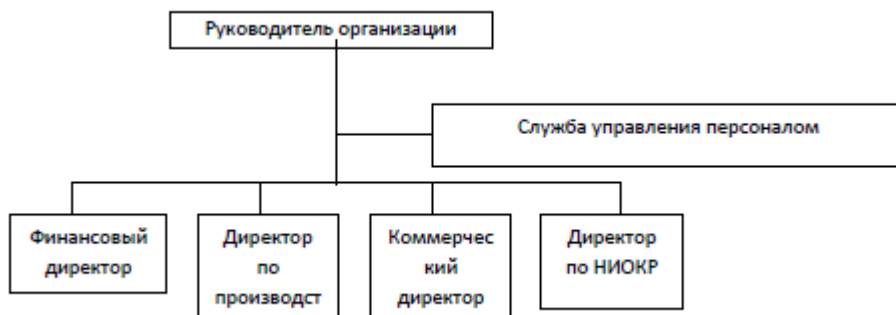 Руководитель организации
Служба управления персоналом
Финансовый
директор
Директор
по
производст
Коммерчес
кий
директор
Директор
по НИОКР